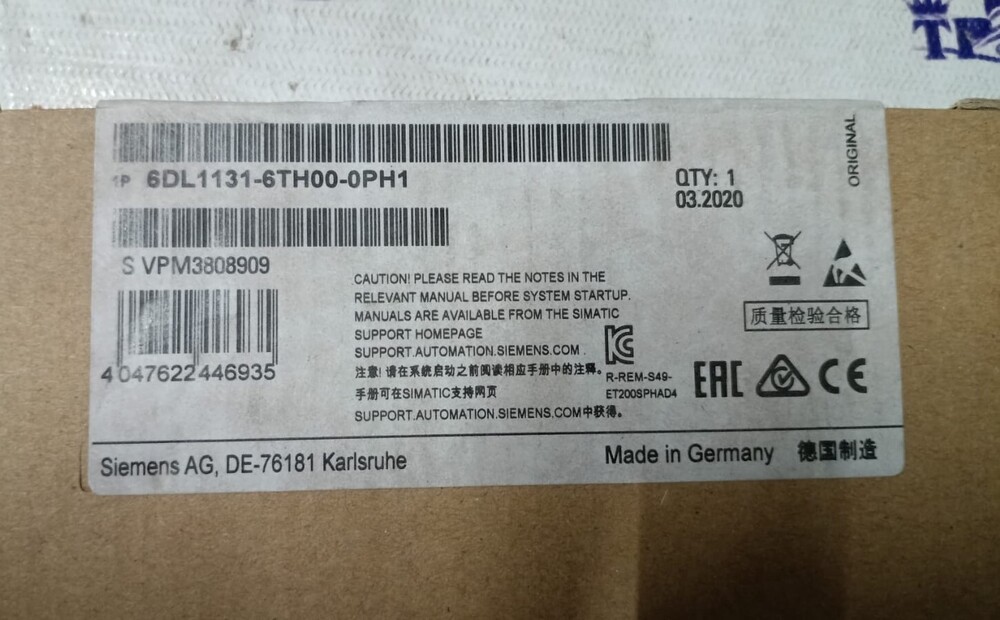 TP
ORIGINAL
1P 6DL1131-6TH00-0PH1
QTY: 1
03.2020
S VPM3808909
CAUTION! PLEASE READ THE NOTES IN THE
RELEVANT MANUAL BEFORE SYSTEM STARTUP.
MANUALS ARE AVAILABLE FROM THE SIMATIC
SUPPORT HOMEPAGE
SUPPORT.AUTOMATION.SIEMENS.COM .
注意! 请在系统启动之前阅读相应手册中的注释。
手册可在SIMATIC支持网页
SUPPORT.AUTOMATION.SIEMENS.COM中获得。
4 047622 446935
质量检验合格
R-REM-S49-
ET200SPHAD4
EAC
CE
Siemens AG, DE-76181 Karlsruhe
Made in Germany 德国制造